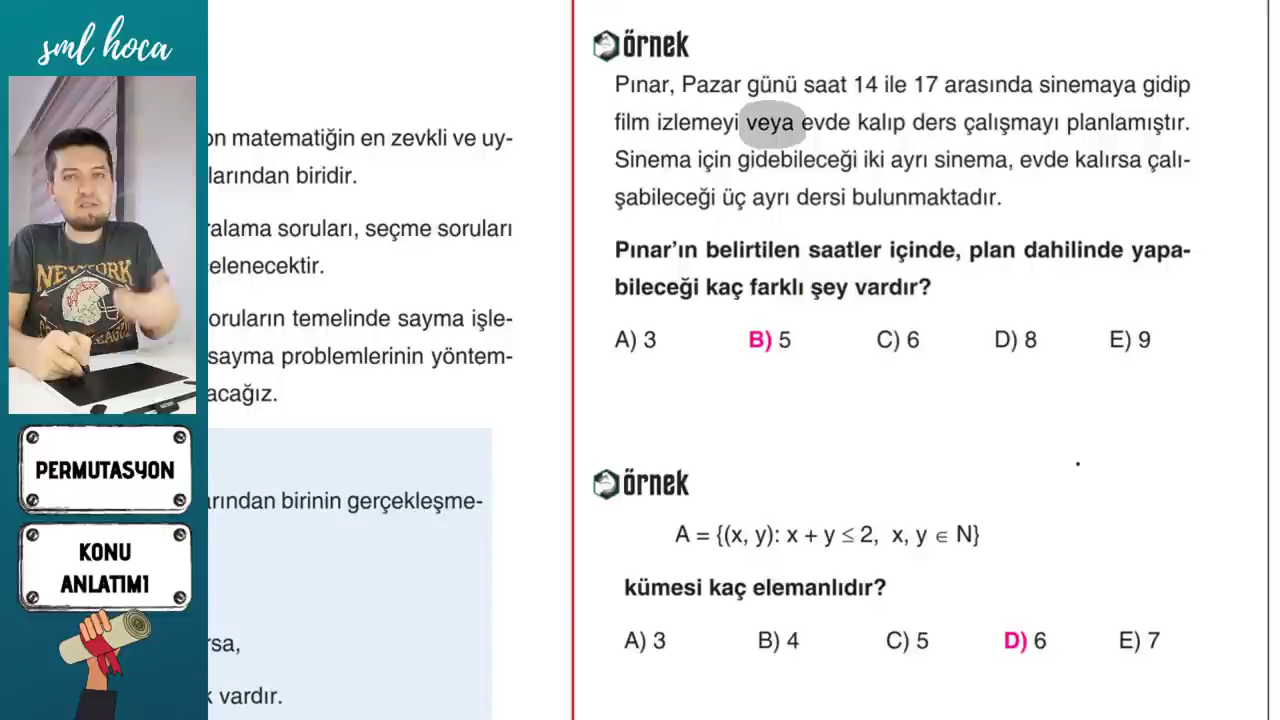 sml hoca
on matematiğin en zevkli ve uy-
larından biridir.
ralama soruları, seçme soruları
elenecektir.
oruların temelinde sayma işle-
sayma problemlerinin yöntem-
acağız.
arından birinin gerçekleşme-
rsa,
k vardır.
NEW YORK
PERMUTASYON
KONU
ANLATIMI
örnek
Pınar, Pazar günü saat 14 ile 17 arasında sinemaya gidip
film izlemeyi veya evde kalıp ders çalışmayı planlamıştır.
Sinema için gidebileceği iki ayrı sinema, evde kalırsa çalı-
şabileceği üç ayrı dersi bulunmaktadır.
Pınar’ın belirtilen saatler içinde, plan dahilinde yapa-
bileceği kaç farklı şey vardır?
A) 3 B) 5 C) 6 D) 8 E) 9
örnek
A = {(x, y): x + y ≤ 2, x, y ∈ N}
kümesi kaç elemanlıdır?
A) 3 B) 4 C) 5 D) 6 E) 7